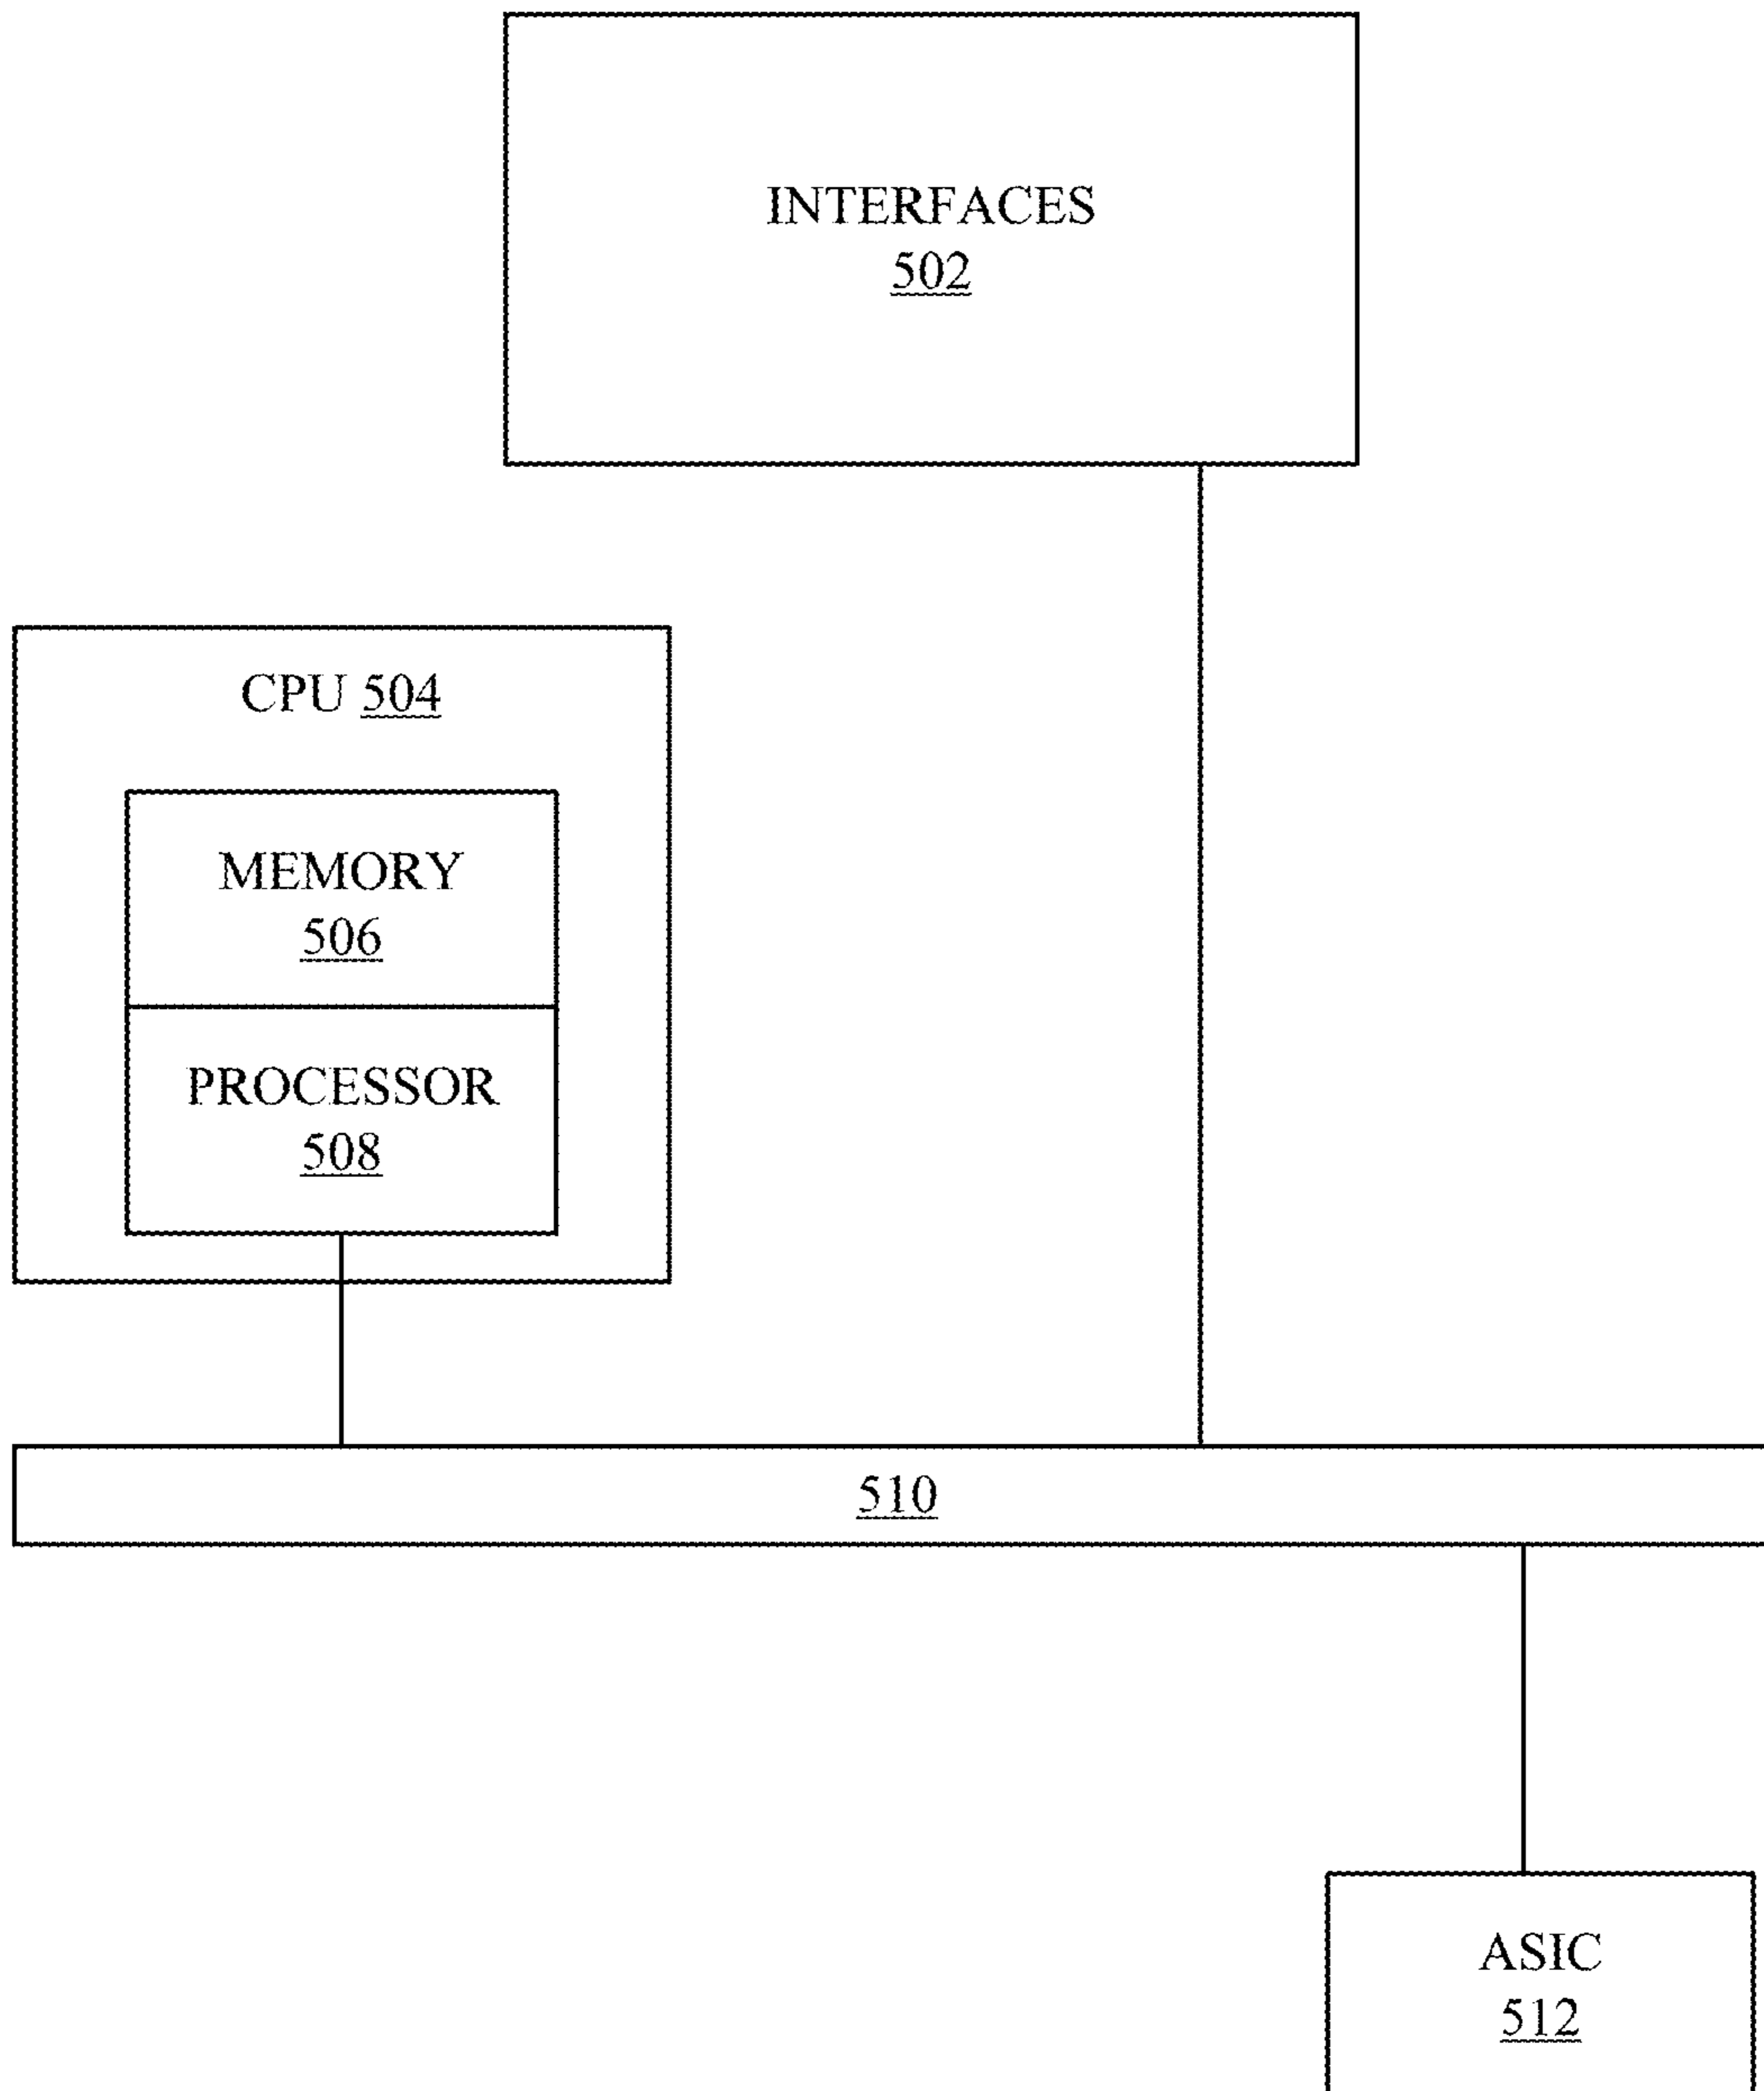 INTERFACES
502
CPU 504
MEMORY
506
PROCESSOR
508
510
ASIC
512